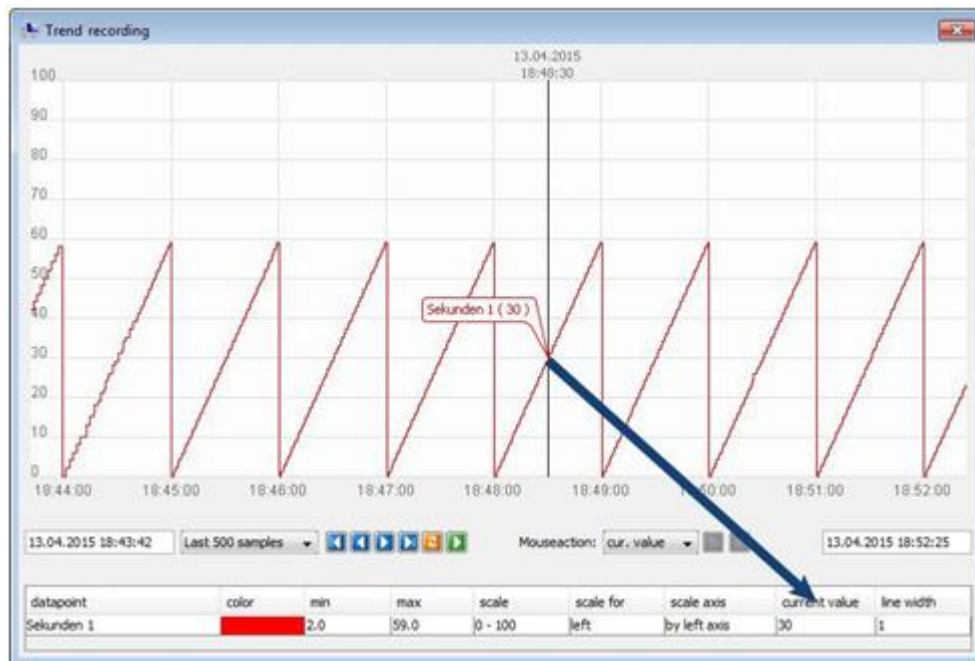 Trend recording
13.04.2015
18:48:30
100
90
80
70
60
50
40
30
20
10
0
Sekunden 1 ( 30 )
18:44:00 18:45:00 18:46:00 18:47:00 18:48:00 18:49:00 18:50:00 18:51:00 18:52:00
13.04.2015 18:43:42 Last 500 samples Mouseaction: cur. value 13.04.2015 18:52:25
datapoint color min max scale scale for scale axis current value line width
Sekunden 1 2.0 59.0 0 - 100 left by left axis 30 1